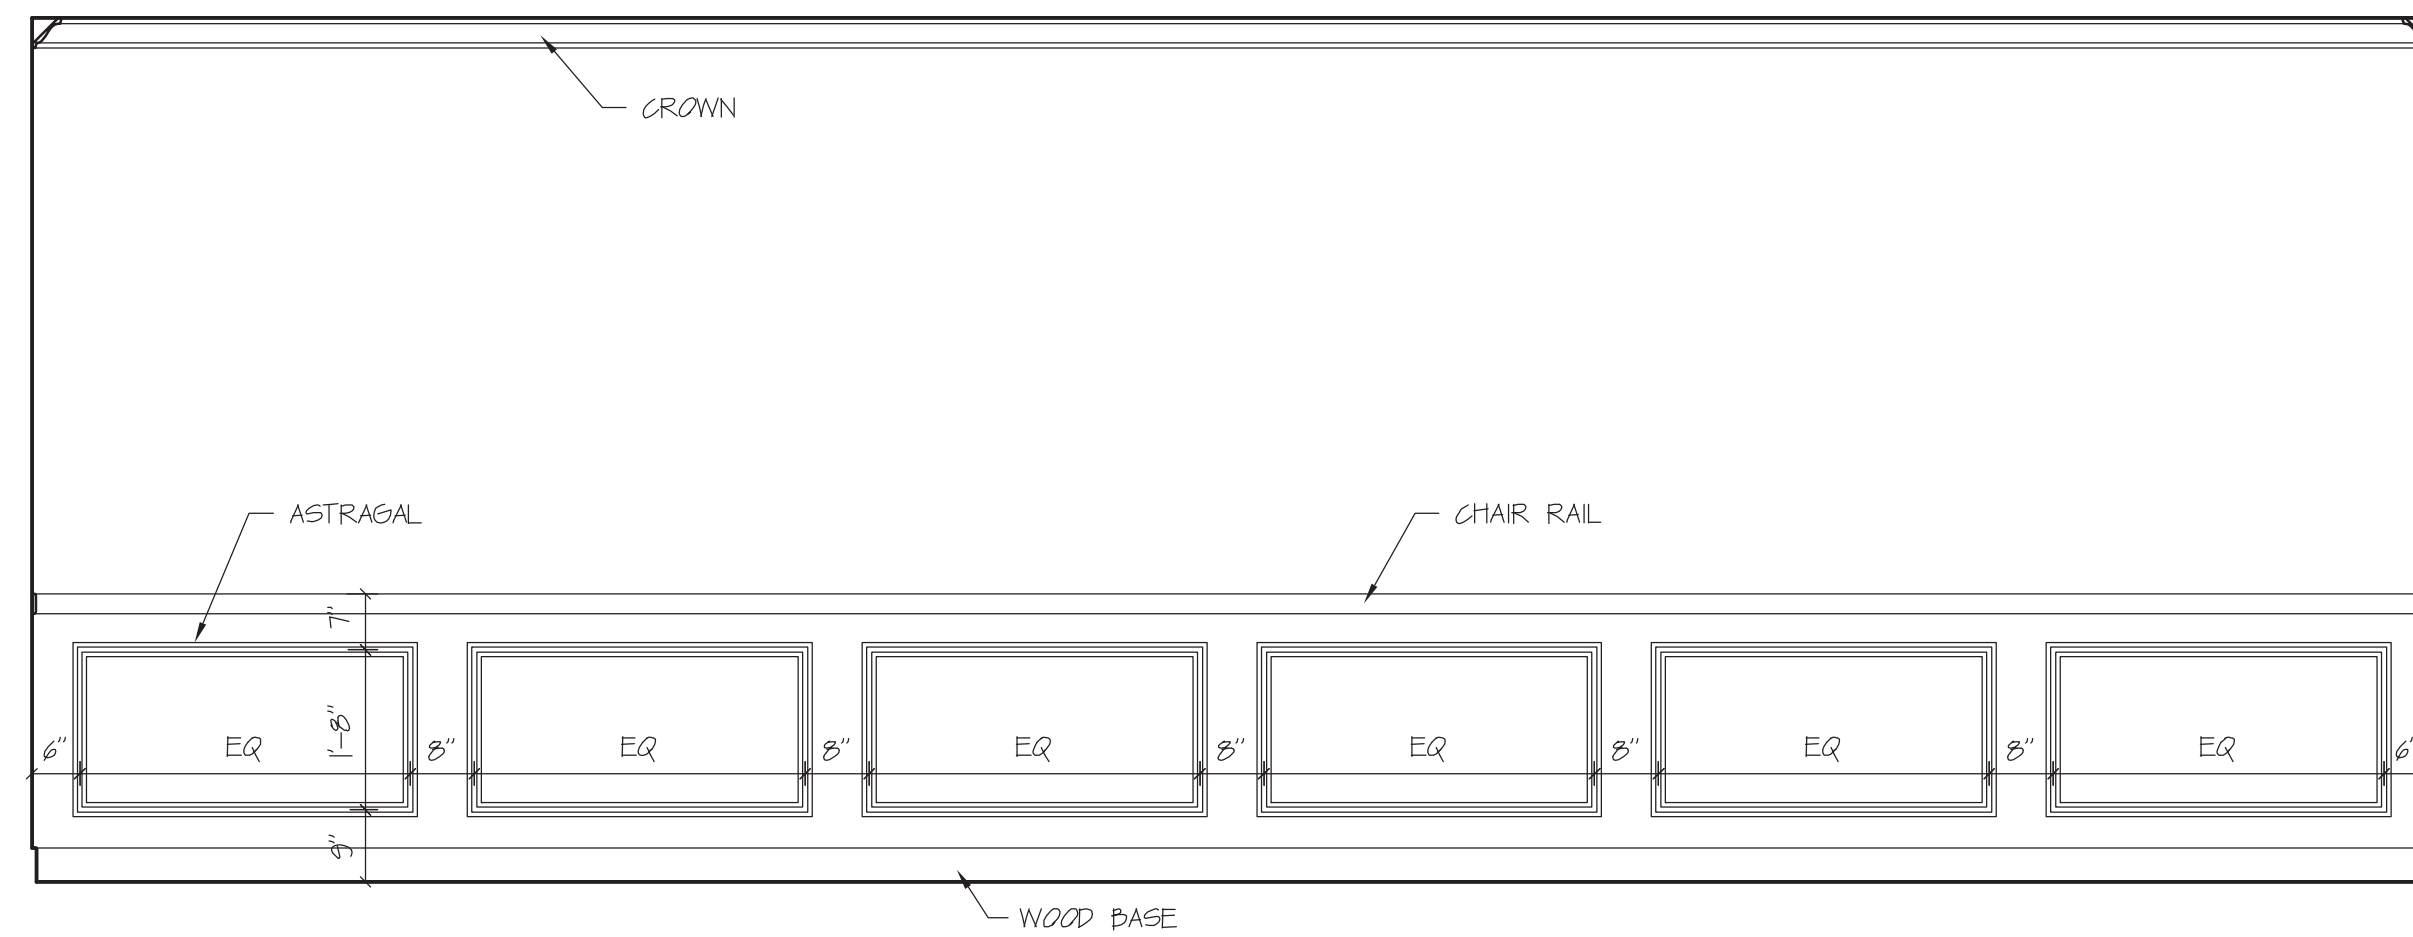 CROWN
ASTRAGAL
CHAIR RAIL
7"
1'-8"
6" EQ 8" EQ 8" EQ 8" EQ 8" EQ 8" EQ 6"
9"
WOOD BASE